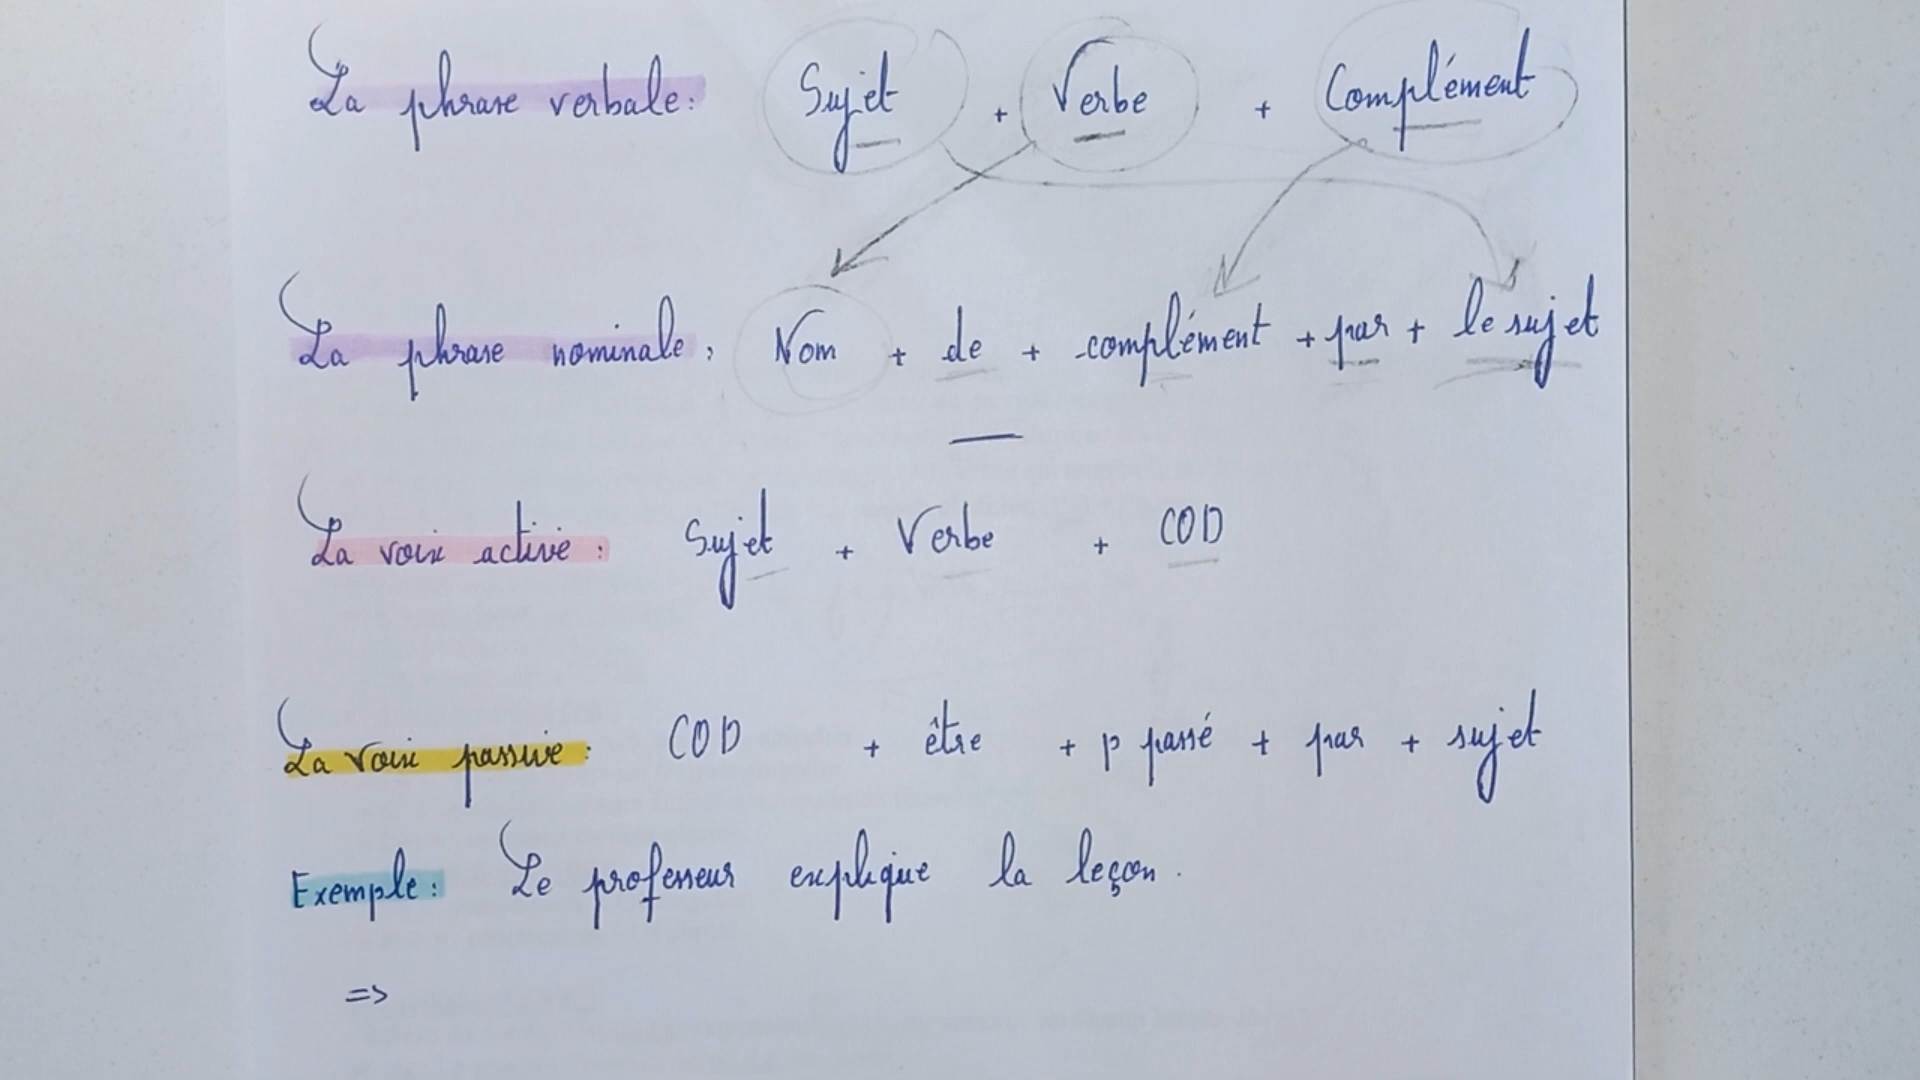 La phrase verbale: Sujet + Verbe + Complément
La phrase nominale, Nom + de + complément + par + le sujet
La voix active : Sujet + Verbe + COD
La voix passive : COD + être + p passé + par + sujet
Exemple : Le professeur explique la leçon.
=>